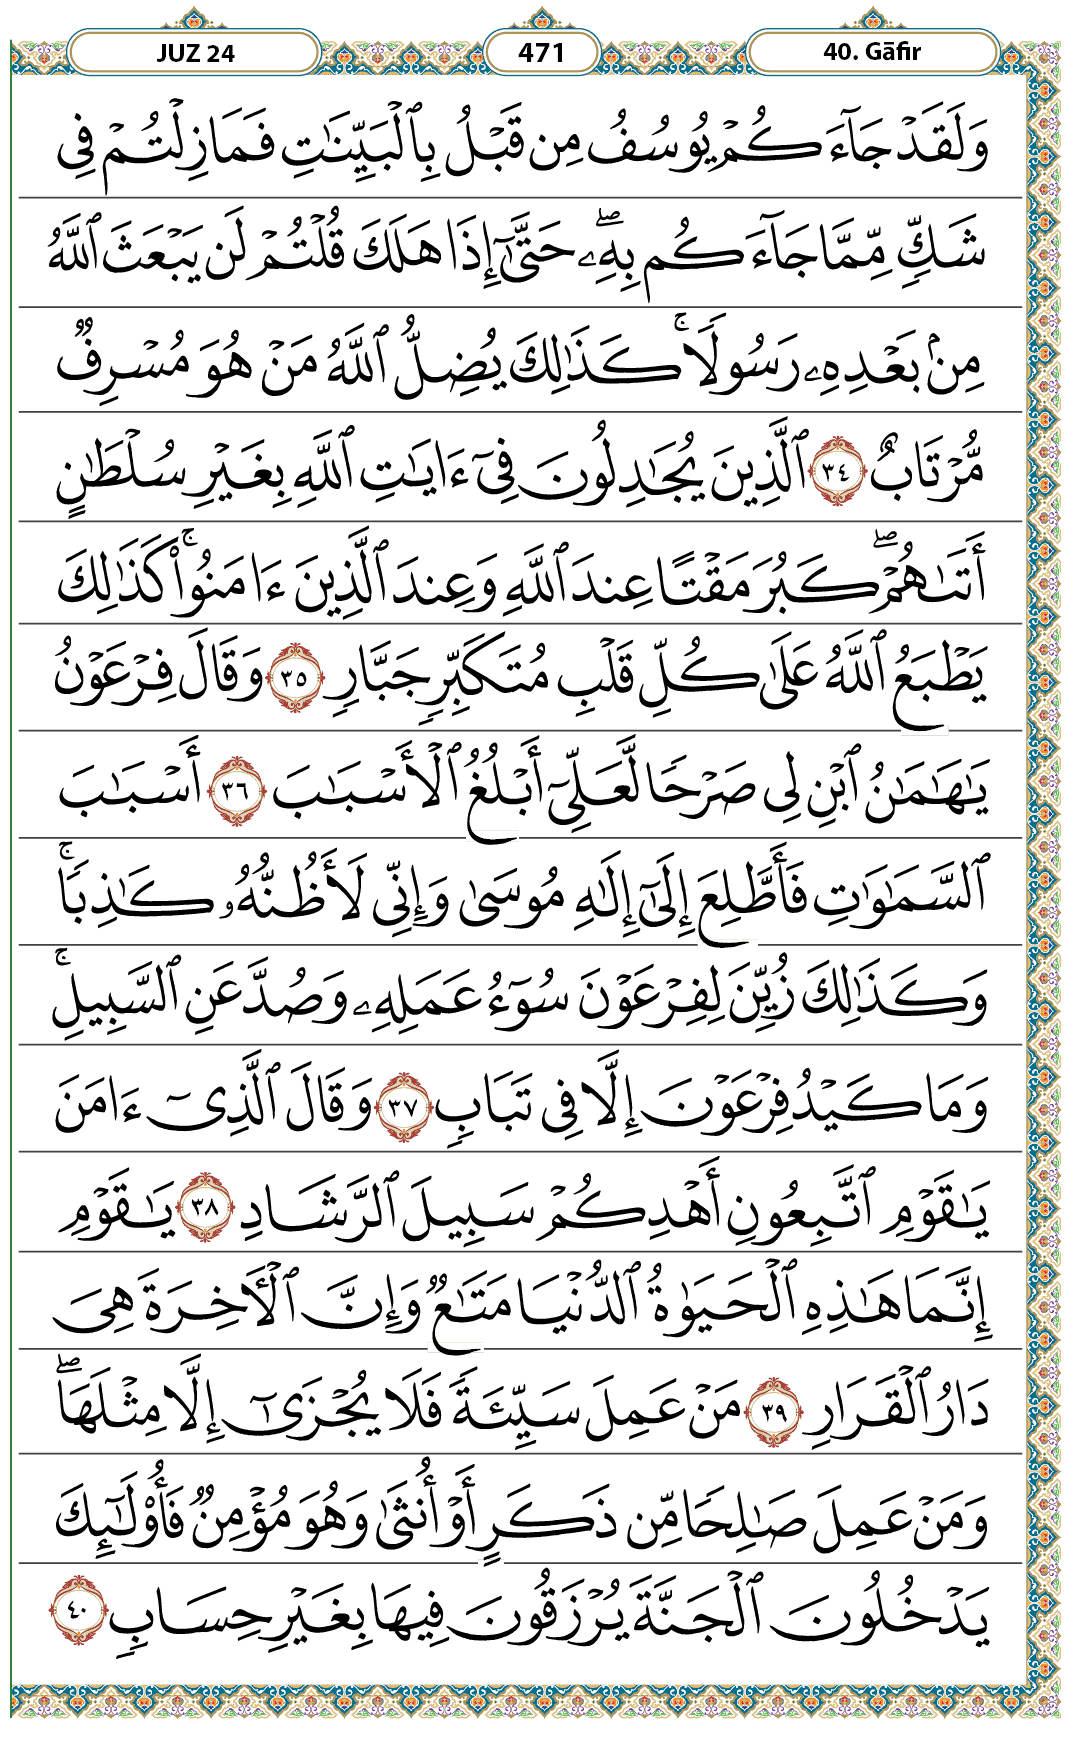 JUZ 24 471 40. Gāfir
وَلَقَدْ جَآءَكُمْ يُوسُفُ مِن قَبْلُ بِٱلْبَيِّنَٰتِ فَمَا زِلْتُمْ فِى
شَكٍّ مِّمَّا جَآءَكُم بِهِۦ ۖ حَتَّىٰٓ إِذَا هَلَكَ قُلْتُمْ لَن يَبْعَثَ ٱللَّهُ
مِنۢ بَعْدِهِۦ رَسُولًا ۚ كَذَٰلِكَ يُضِلُّ ٱللَّهُ مَنْ هُوَ مُسْرِفٌ
مُّرْتَابٌ ٣٤ ٱلَّذِينَ يُجَٰدِلُونَ فِىٓ ءَايَٰتِ ٱللَّهِ بِغَيْرِ سُلْطَٰنٍ
أَتَىٰهُمْ ۖ كَبُرَ مَقْتًا عِندَ ٱللَّهِ وَعِندَ ٱلَّذِينَ ءَامَنُوا۟ ۚ كَذَٰلِكَ
يَطْبَعُ ٱللَّهُ عَلَىٰ كُلِّ قَلْبِ مُتَكَبِّرٍ جَبَّارٍ ٣٥ وَقَالَ فِرْعَوْنُ
يَٰهَٰمَٰنُ ٱبْنِ لِى صَرْحًا لَّعَلِّىٓ أَبْلُغُ ٱلْأَسْبَٰبَ ٣٦ أَسْبَٰبَ
ٱلسَّمَٰوَٰتِ فَأَطَّلِعَ إِلَىٰٓ إِلَٰهِ مُوسَىٰ وَإِنِّى لَأَظُنُّهُۥ كَٰذِبًا ۚ
وَكَذَٰلِكَ زُيِّنَ لِفِرْعَوْنَ سُوٓءُ عَمَلِهِۦ وَصُدَّ عَنِ ٱلسَّبِيلِ ۚ
وَمَا كَيْدُ فِرْعَوْنَ إِلَّا فِى تَبَابٍ ٣٧ وَقَالَ ٱلَّذِىٓ ءَامَنَ
يَٰقَوْمِ ٱتَّبِعُونِ أَهْدِكُمْ سَبِيلَ ٱلرَّشَادِ ٣٨ يَٰقَوْمِ
إِنَّمَا هَٰذِهِ ٱلْحَيَوٰةُ ٱلدُّنْيَا مَتَٰعٌ وَإِنَّ ٱلْءَاخِرَةَ هِىَ
دَارُ ٱلْقَرَارِ ٣٩ مَنْ عَمِلَ سَيِّئَةً فَلَا يُجْزَىٰٓ إِلَّا مِثْلَهَا ۖ
وَمَنْ عَمِلَ صَٰلِحًا مِّن ذَكَرٍ أَوْ أُنثَىٰ وَهُوَ مُؤْمِنٌ فَأُو۟لَٰٓئِكَ
يَدْخُلُونَ ٱلْجَنَّةَ يُرْزَقُونَ فِيهَا بِغَيْرِ حِسَابٍ ٤٠